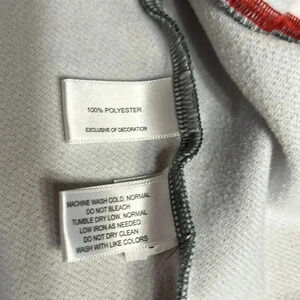 100% POLYESTER
EXCLUSIVE OF DECORATION
MACHINE WASH COLD, NORMAL
DO NOT BLEACH
TUMBLE DRY LOW, NORMAL
LOW IRON AS NEEDED
DO NOT DRY CLEAN
WASH WITH LIKE COLORS